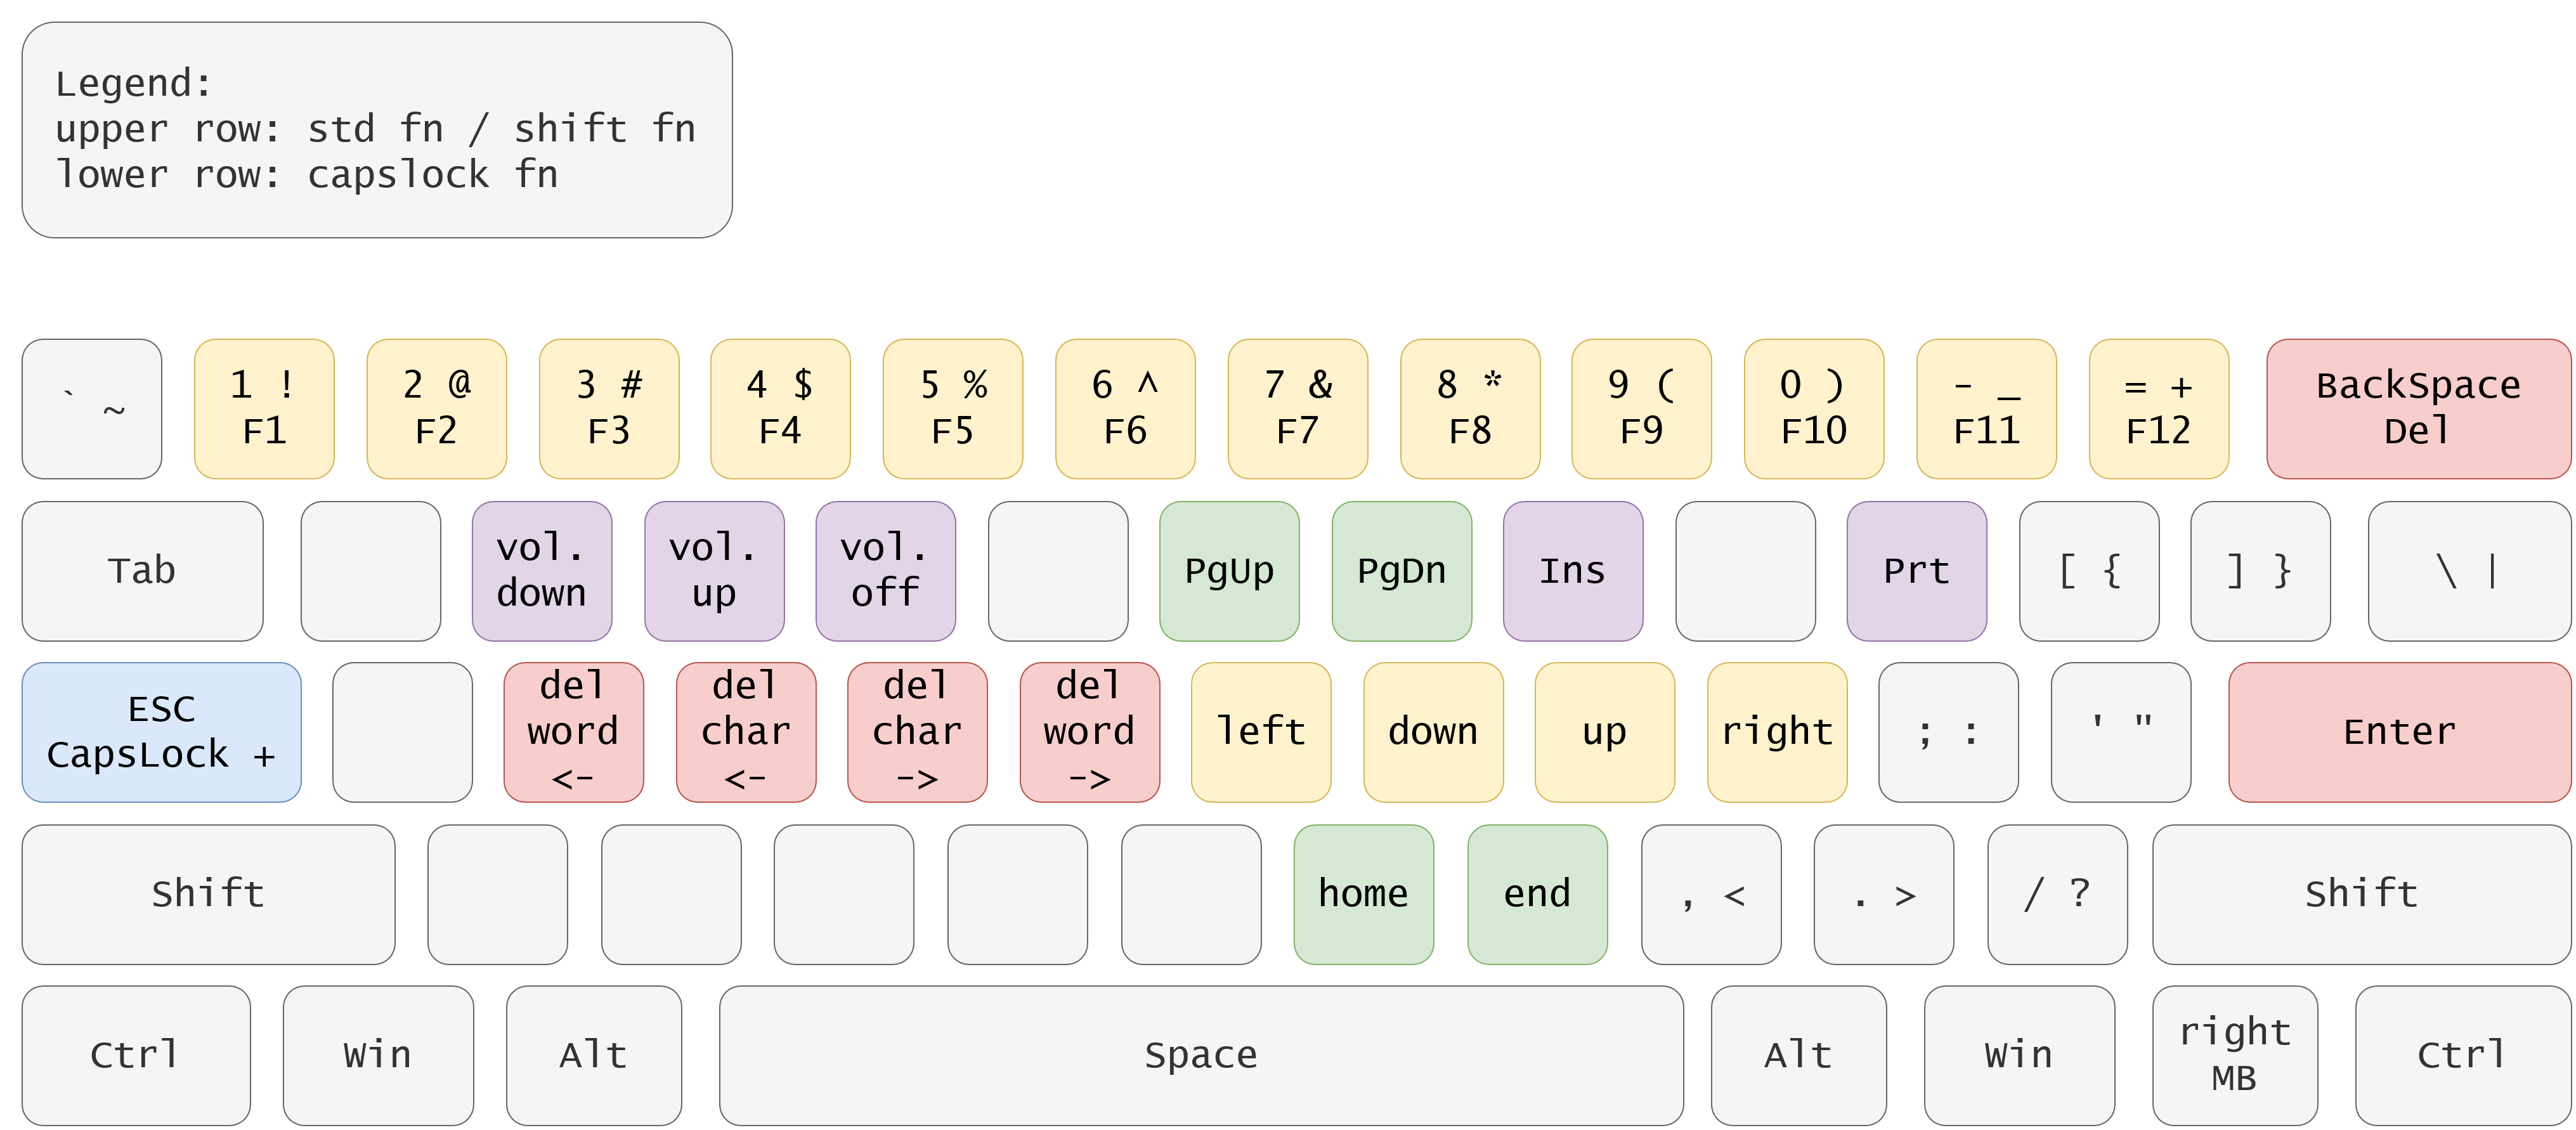 Legend:
upper row: std fn / shift fn
lower row: capslock fn
` ~
1 !
F1
2 @
F2
3 #
F3
4 $
F4
5 %
F5
6 ^
F6
7 &
F7
8 *
F8
9 (
F9
0 )
F10
- _
F11
= +
F12
BackSpace
Del
Tab
vol.
down
vol.
up
vol.
off
PgUp
PgDn
Ins
Prt
[ {
] }
\ |
ESC
CapsLock +
del
word
<-
del
char
<-
del
char
->
del
word
->
left
down
up
right
; :
' "
Enter
Shift
home
end
, <
. >
/ ?
Shift
Ctrl
Win
Alt
Space
Alt
Win
right
MB
Ctrl